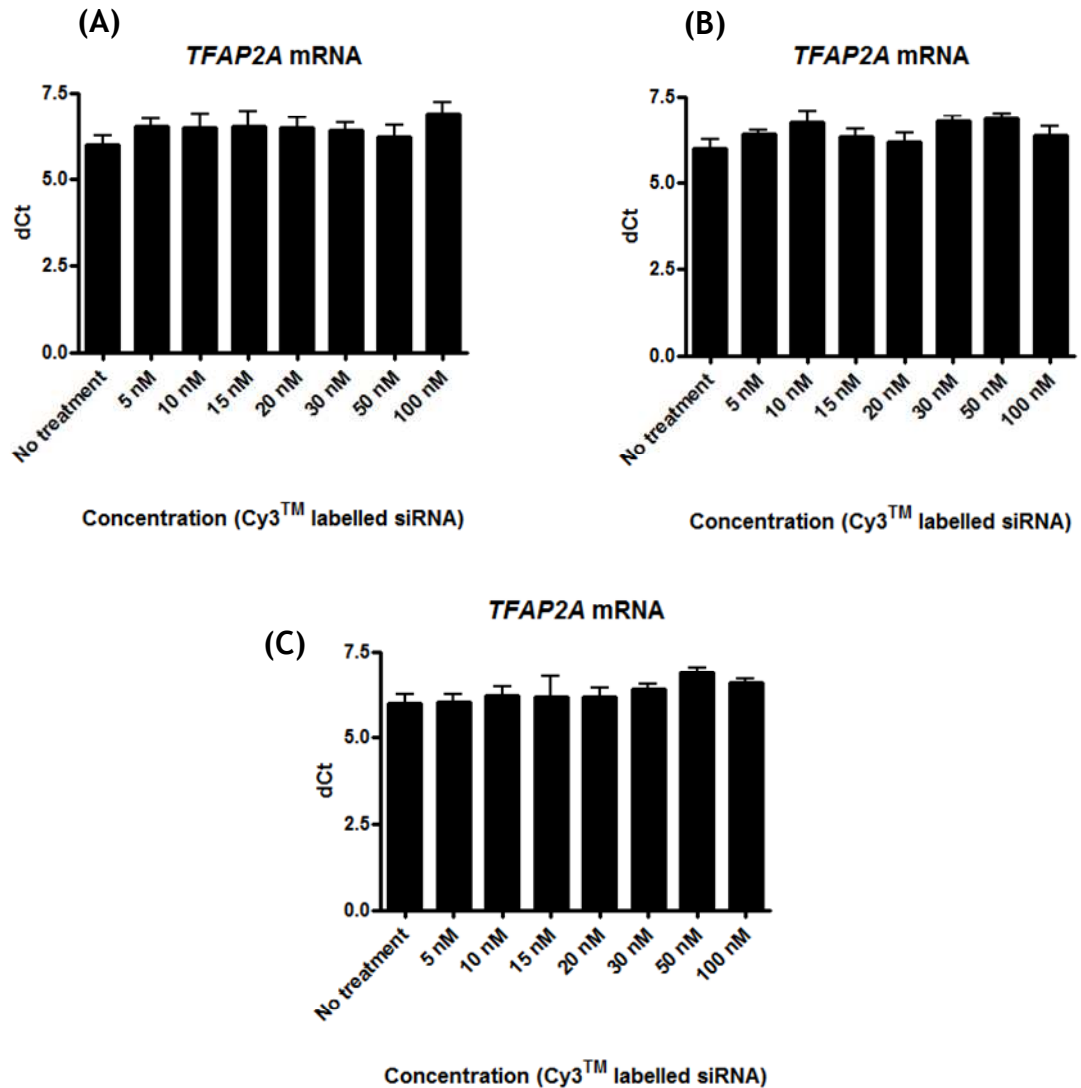 (A)
TFAP2A mRNA
7.5
5.0
2.5
0.0
dCt
No treatment
5 nM
10 nM
15 nM
20 nM
30 nM
50 nM
100 nM
Concentration (Cy3TM labelled siRNA)
(B)
TFAP2A mRNA
7.5
5.0
2.5
0.0
dCt
No treatment
5 nM
10 nM
15 nM
20 nM
30 nM
50 nM
100 nM
Concentration (Cy3TM labelled siRNA)
(C)
TFAP2A mRNA
7.5
5.0
2.5
0.0
dCt
No treatment
5 nM
10 nM
15 nM
20 nM
30 nM
50 nM
100 nM
Concentration (Cy3TM labelled siRNA)